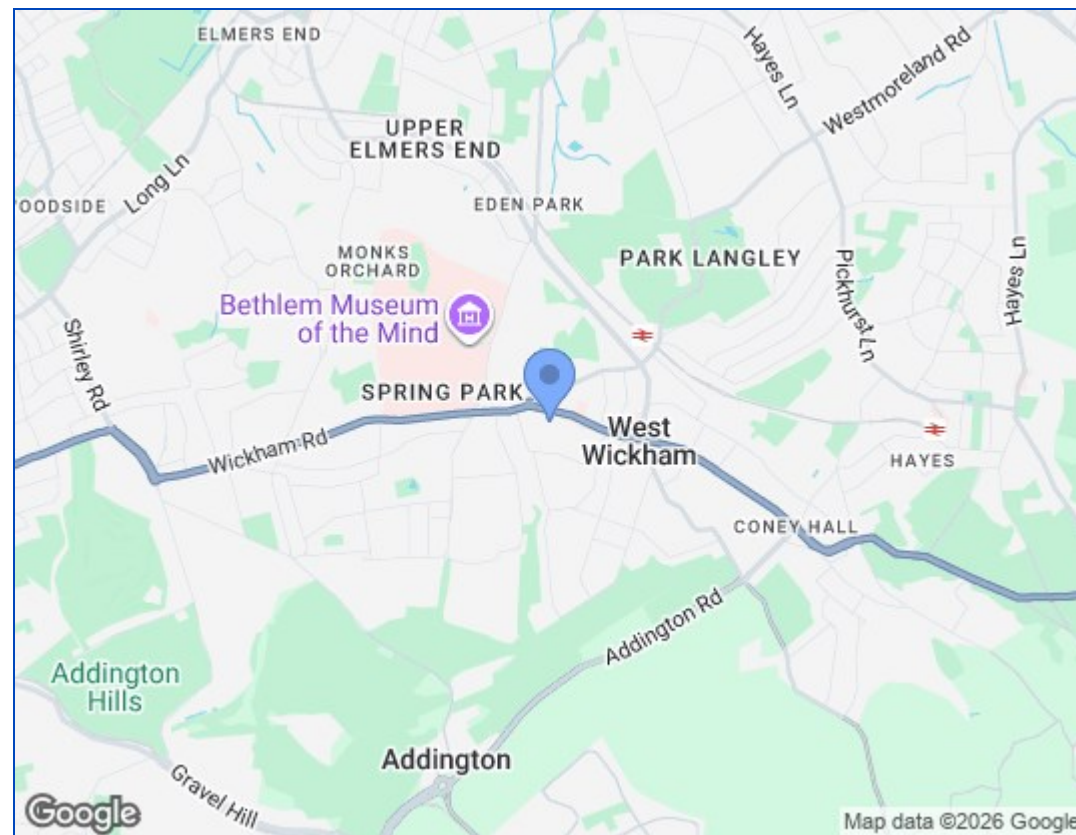 ELMERS END
Hayes Ln
Westmoreland Rd
UPPER
ELMERS END
Long Ln
OODSIDE
EDEN PARK
MONKS
ORCHARD
PARK LANGLEY
Hayes Ln
Pickhurst Ln
Bethlem Museum
of the Mind
Shirley Rd
SPRING PARK
West
Wickham
Wickham Rd
HAYES
CONEY HALL
Addington Rd
Addington
Hills
Addington
Gravel Hill
Google
Map data ©2026 Google